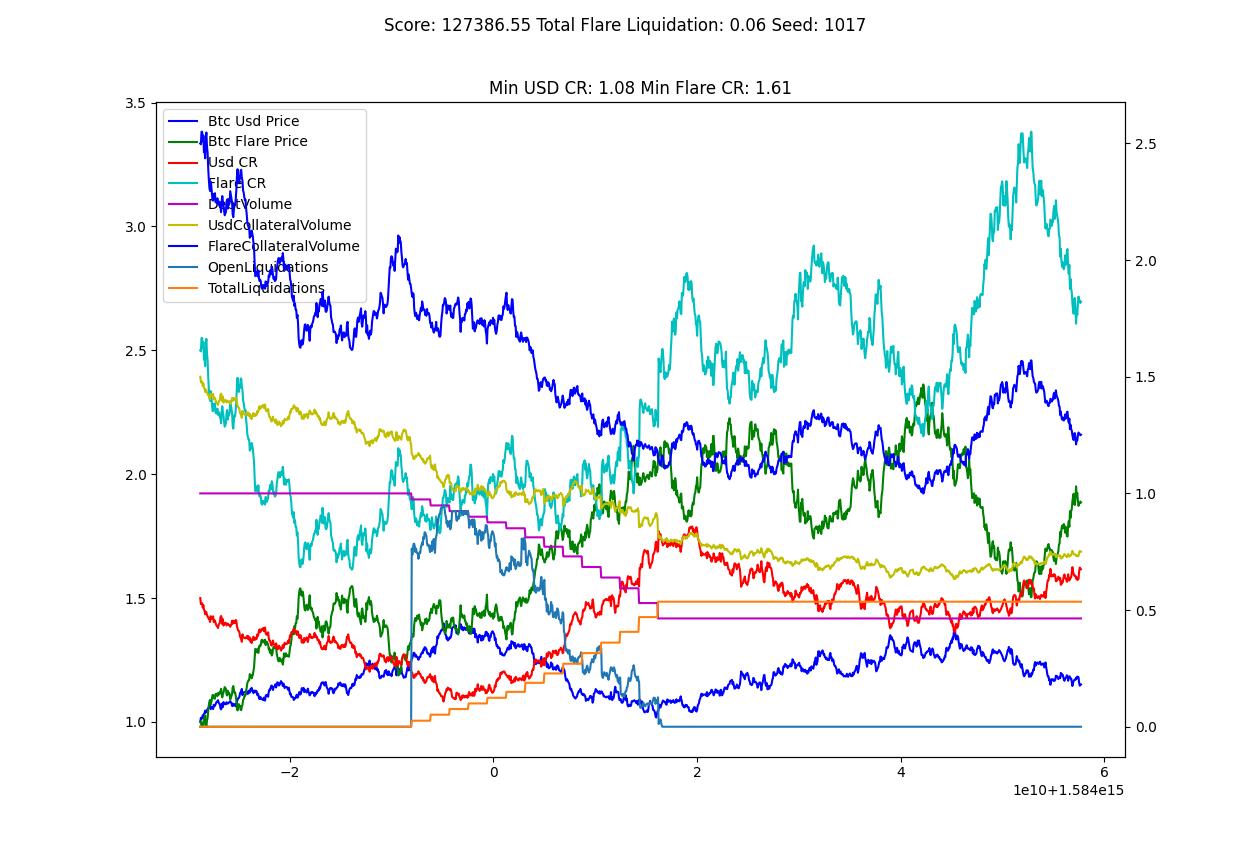 Score: 127386.55 Total Flare Liquidation: 0.06 Seed: 1017
Min USD CR: 1.08 Min Flare CR: 1.61
Btc Usd Price
Btc Flare Price
Usd CR
Flare CR
DebtVolume
UsdCollateralVolume
FlareCollateralVolume
OpenLiquidations
TotalLiquidations
3.5
3.0
2.5
2.0
1.5
1.0
2.5
2.0
1.5
1.0
0.5
0.0
−2
0
2
4
6
1e10+1.584e15